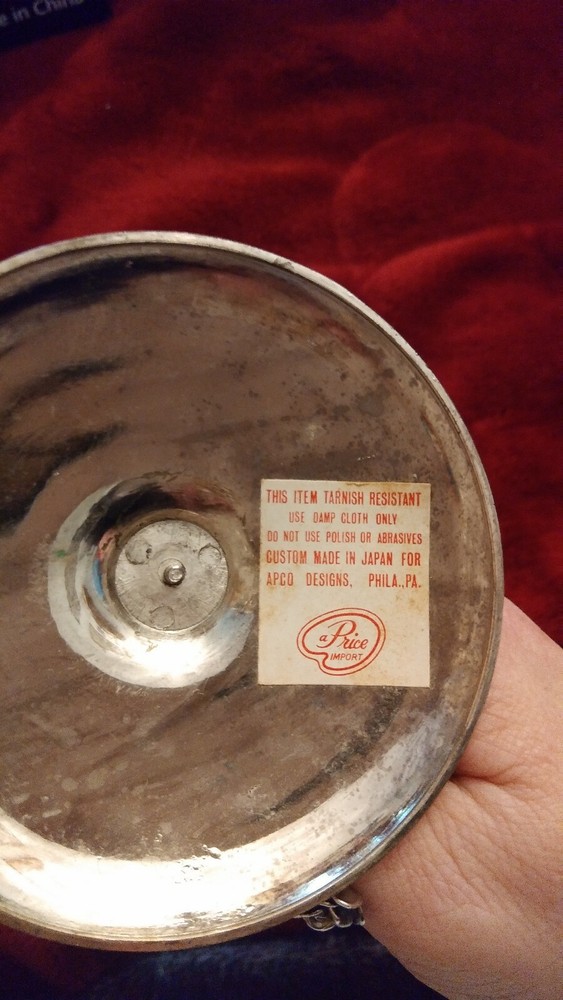 e in China
THIS ITEM TARNISH RESISTANT
USE DAMP CLOTH ONLY
DO NOT USE POLISH OR ABRASIVES
CUSTOM MADE IN JAPAN FOR
APCO DESIGNS, PHILA., PA.
a Price
IMPORT